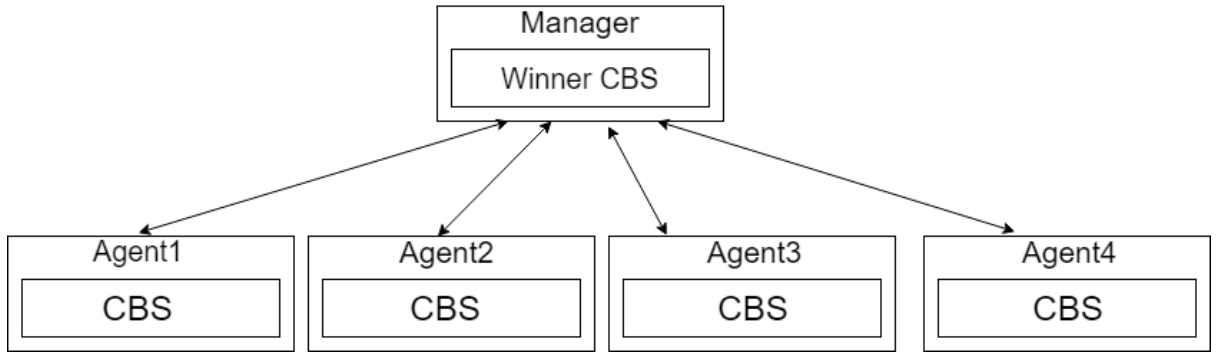 Manager
Winner CBS
Agent1
Agent2
Agent3
Agent4
CBS
CBS
CBS
CBS